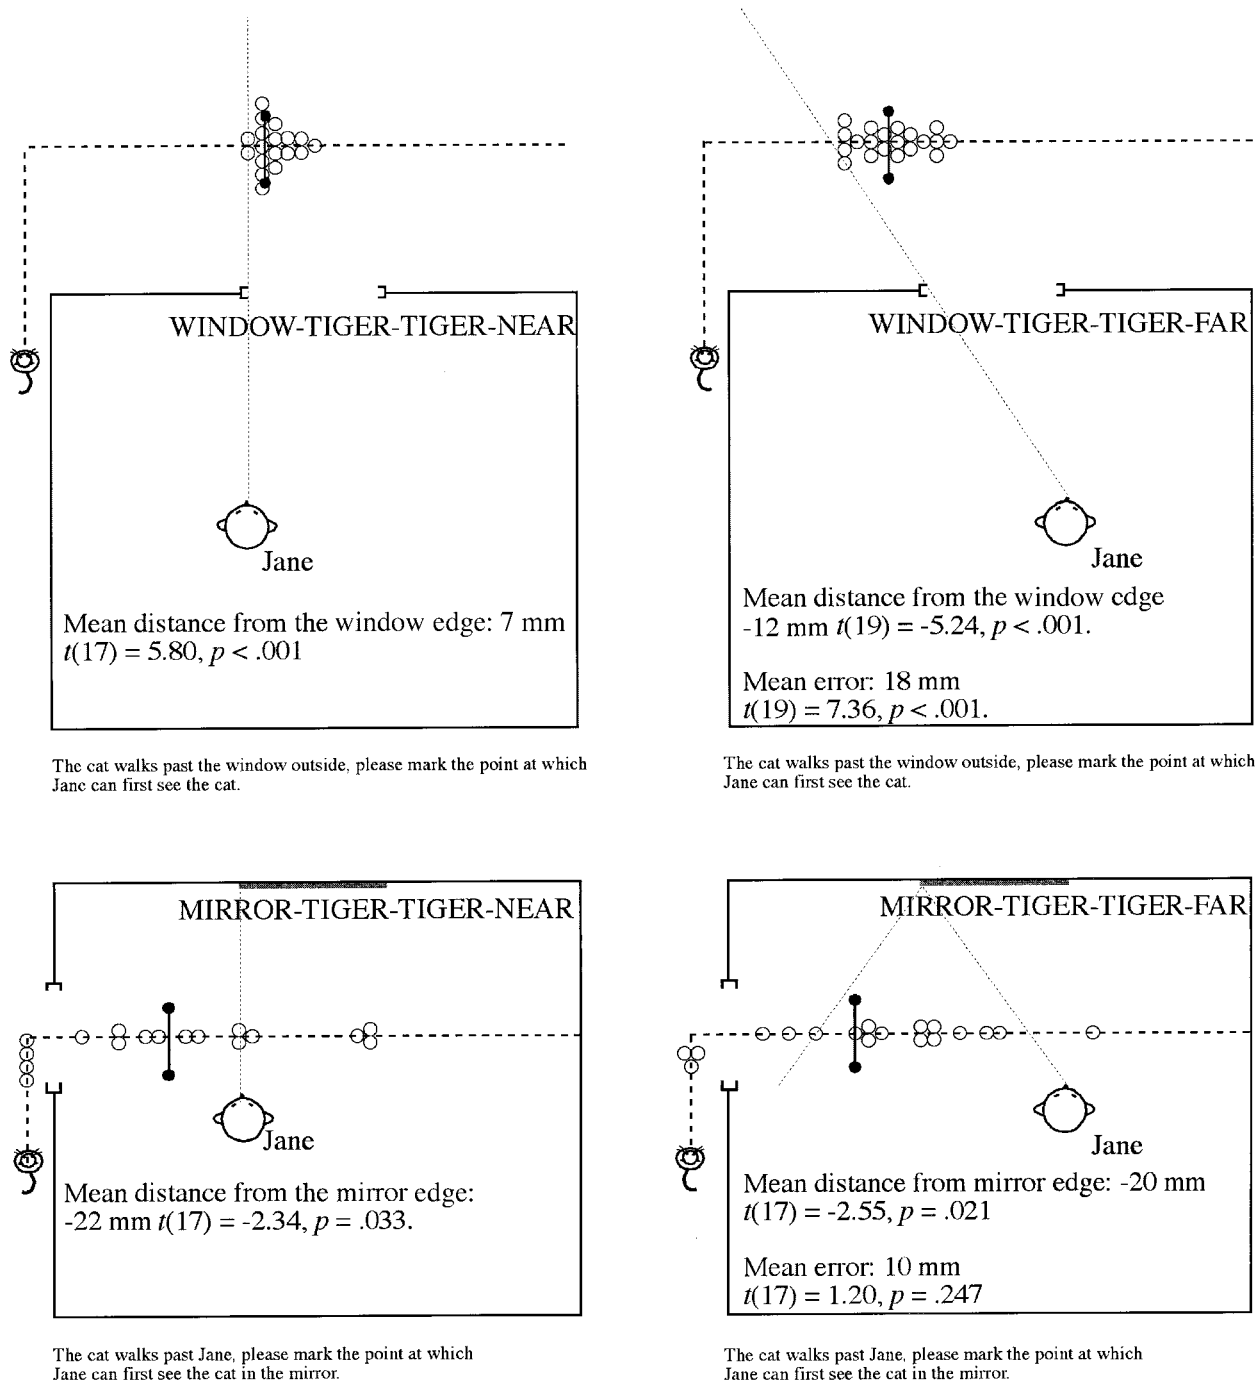 WINDOW-TIGER-TIGER-NEAR
Jane
Mean distance from the window edge: 7 mm
t(17) = 5.80, p < .001
The cat walks past the window outside, please mark the point at which
Jane can first see the cat.
WINDOW-TIGER-TIGER-FAR
Jane
Mean distance from the window edge
-12 mm t(19) = -5.24, p < .001.
Mean error: 18 mm
t(19) = 7.36, p < .001.
The cat walks past the window outside, please mark the point at which
Jane can first see the cat.
MIRROR-TIGER-TIGER-NEAR
Jane
Mean distance from the mirror edge:
-22 mm t(17) = -2.34, p = .033.
The cat walks past Jane, please mark the point at which
Jane can first see the cat in the mirror.
MIRROR-TIGER-TIGER-FAR
Jane
Mean distance from mirror edge: -20 mm
t(17) = -2.55, p = .021
Mean error: 10 mm
t(17) = 1.20, p = .247
The cat walks past Jane, please mark the point at which
Jane can first see the cat in the mirror.